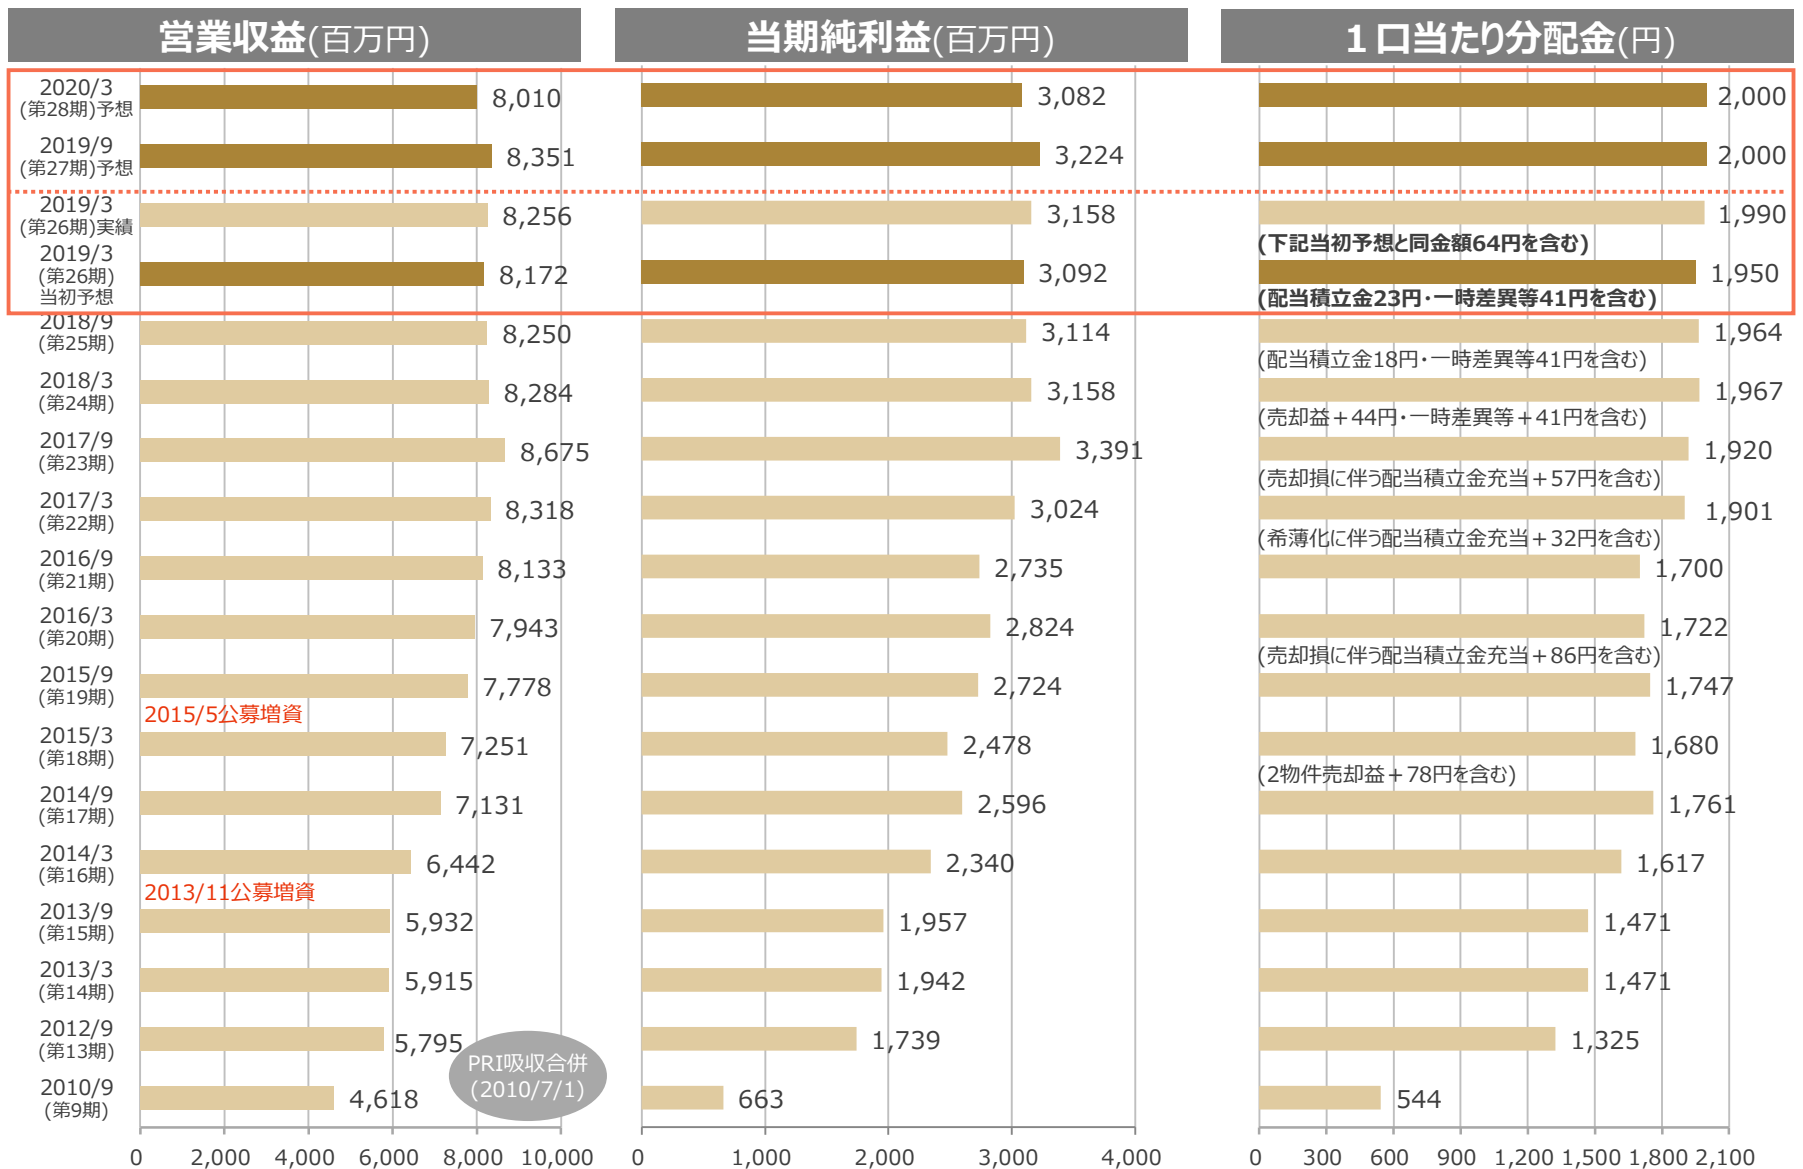 営業収益(百万円)
当期純利益(百万円)
１口当たり分配金(円)
2020/3
(第28期)予想
8,010
3,082
2,000
2019/9
(第27期)予想
8,351
3,224
2,000
2019/3
(第26期)実績
8,256
3,158
1,990
(下記当初予想と同金額64円を含む)
2019/3
(第26期)
当初予想
8,172
3,092
1,950
(配当積立金23円・一時差異等41円を含む)
2018/9
(第25期)
8,250
3,114
1,964
(配当積立金18円・一時差異等41円を含む)
2018/3
(第24期)
8,284
3,158
1,967
(売却益＋44円・一時差異等＋41円を含む)
2017/9
(第23期)
8,675
3,391
1,920
(売却損に伴う配当積立金充当＋57円を含む)
2017/3
(第22期)
8,318
3,024
1,901
(希薄化に伴う配当積立金充当＋32円を含む)
2016/9
(第21期)
8,133
2,735
1,700
2016/3
(第20期)
7,943
2,824
1,722
(売却損に伴う配当積立金充当＋86円を含む)
2015/9
(第19期)
7,778
2,724
1,747
2015/5公募増資
2015/3
(第18期)
7,251
2,478
1,680
(2物件売却益＋78円を含む)
2014/9
(第17期)
7,131
2,596
1,761
2014/3
(第16期)
6,442
2,340
1,617
2013/11公募増資
2013/9
(第15期)
5,932
1,957
1,471
2013/3
(第14期)
5,915
1,942
1,471
2012/9
(第13期)
5,795
1,739
1,325
PRI吸収合併
(2010/7/1)
2010/9
(第9期)
4,618
663
544
0 2,000 4,000 6,000 8,000 10,000
0 1,000 2,000 3,000 4,000
0 300 600 900 1,200 1,500 1,800 2,100